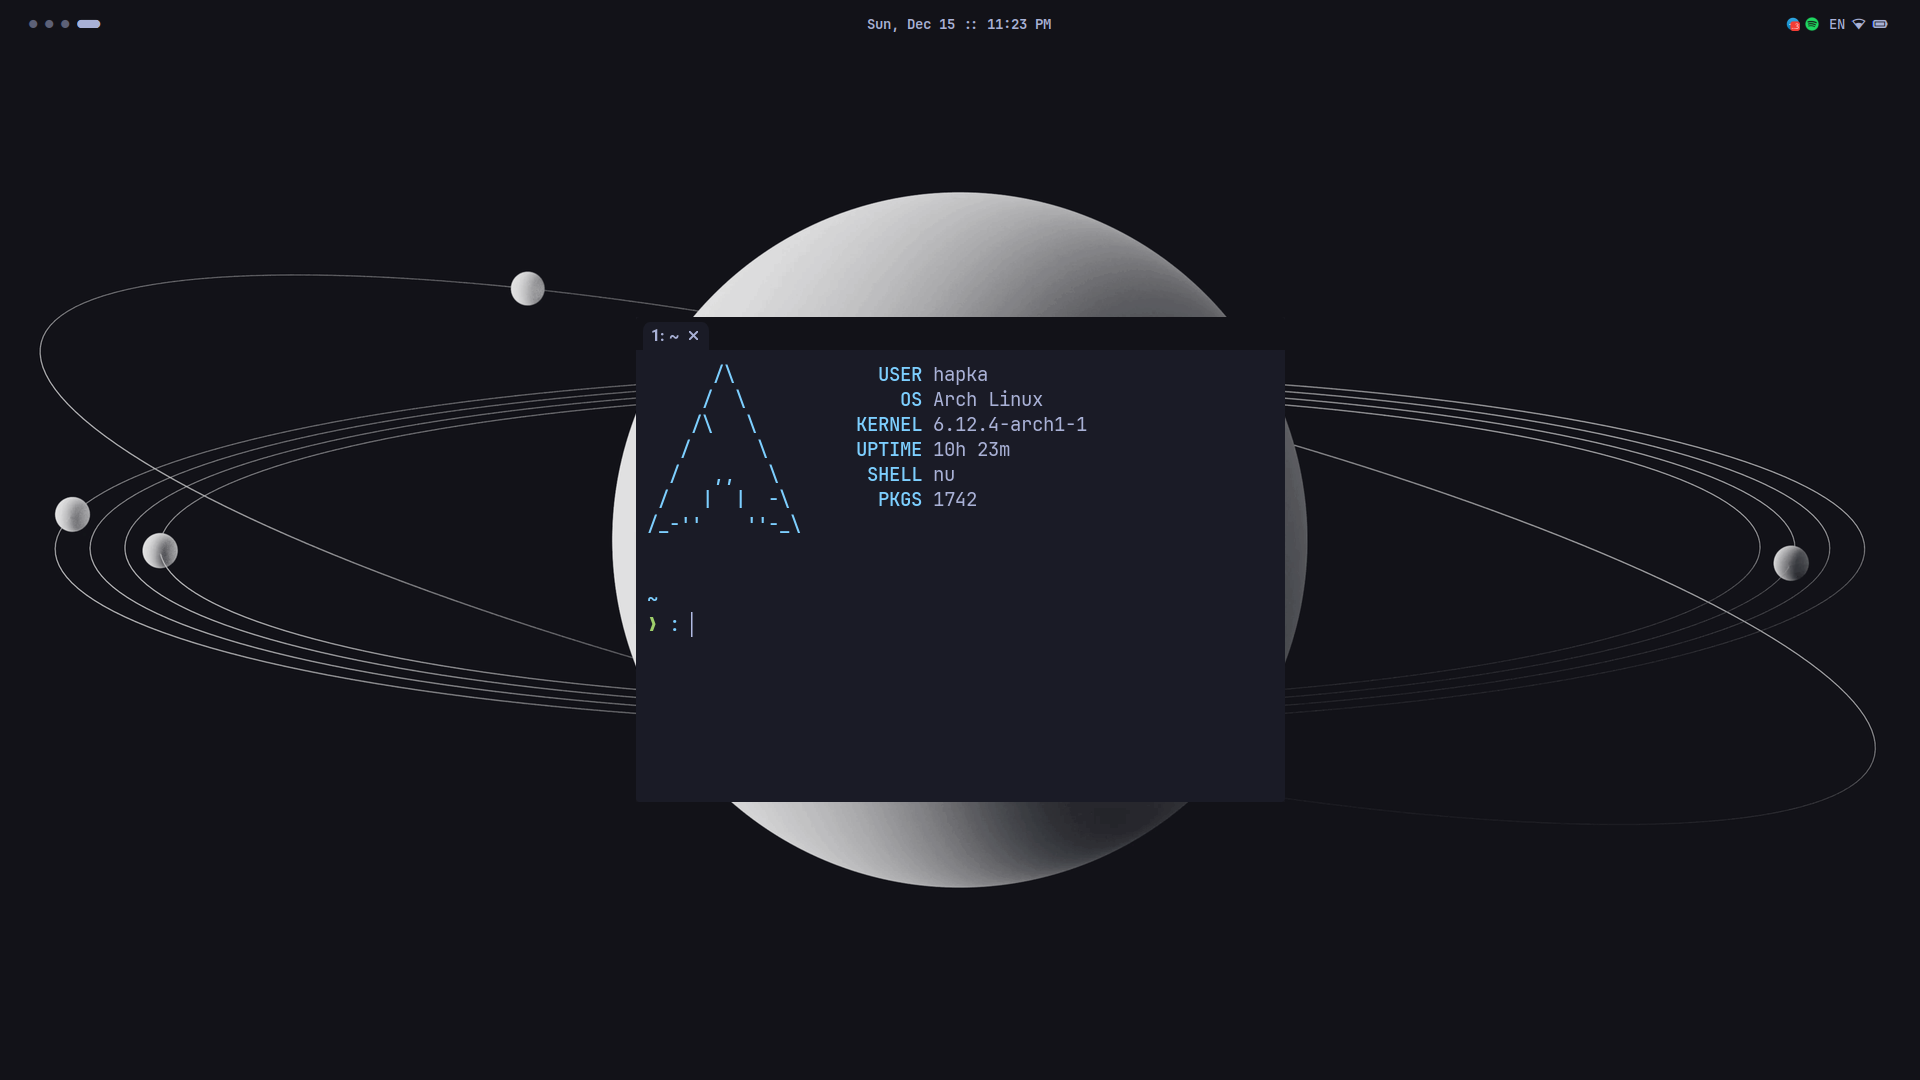 Sun, Dec 15 :: 11:23 PM
EN
1: ~ ×
/\
/  \
/\   \
/      \
/   ,,   \
/   |  |  -\
/_-''    ''-_\
USER hapka
OS Arch Linux
KERNEL 6.12.4-arch1-1
UPTIME 10h 23m
SHELL nu
PKGS 1742
~
❯ :